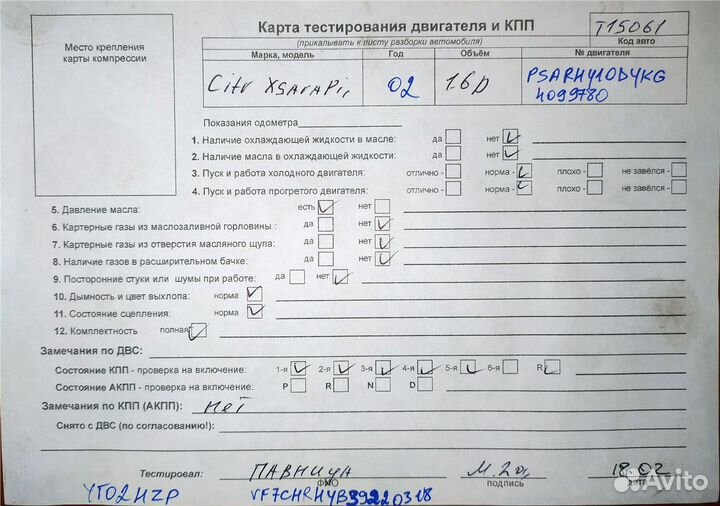 Место крепления карты компрессии
Карта тестирования двигателя и КПП
(прикалывать к листу разборки автомобиля)
T15061
Код авто
Марка, модель Год Объём № двигателя
Citr XsaraPic 02 1.6D PSARHY10DYKG
4099780
Показания одометра
1. Наличие охлаждающей жидкости в масле: да нет
2. Наличие масла в охлаждающей жидкости: да нет
3. Пуск и работа холодного двигателя: отлично - норма - плохо - не завёлся -
4. Пуск и работа прогретого двигателя: отлично - норма - плохо - не завёлся -
5. Давление масла: есть нет
6. Картерные газы из маслозаливной горловины : да нет
7. Картерные газы из отверстия масляного щупа: да нет
8. Наличие газов в расширительном бачке: да нет
9. Посторонние стуки или шумы при работе: да нет
10. Дымность и цвет выхлопа: норма
11. Состояние сцепления: норма
12. Комплектность полная
Замечания по ДВС:
Состояние КПП - проверка на включение: 1-я 2-я 3-я 4-я 5-я 6-я R
Состояние АКПП - проверка на включение: P R N D
Замечания по КПП (АКПП): нет
Снято с ДВС (по согласованию!):
Тестировал: ПАВНИЦА 18.02
ФИО подпись дата
YT02HZP VF7CHRHYB39220318
Avito